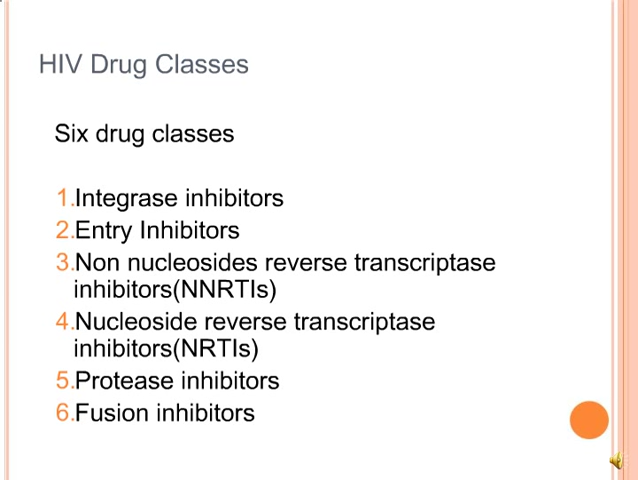 HIV Drug Classes
Six drug classes
1.Integrase inhibitors
2.Entry Inhibitors
3.Non nucleosides reverse transcriptase
inhibitors(NNRTIs)
4.Nucleoside reverse transcriptase
inhibitors(NRTIs)
5.Protease inhibitors
6.Fusion inhibitors